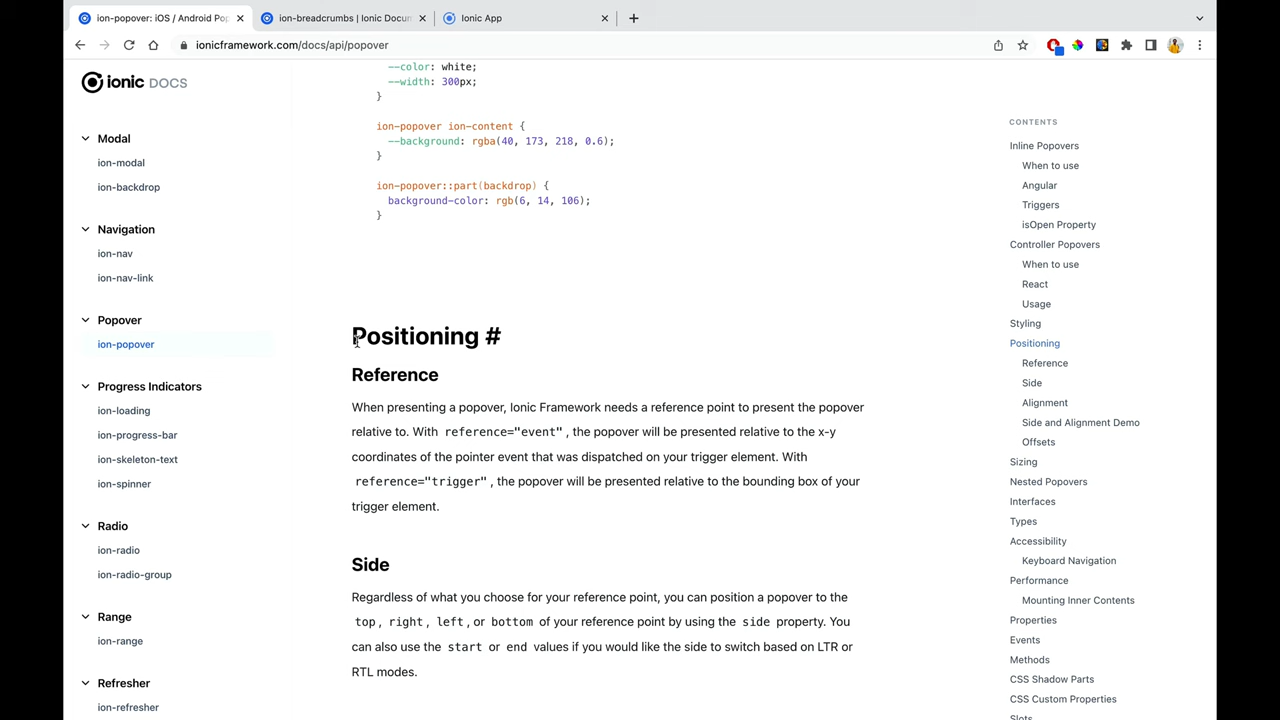 ion-popover: iOS / Android Pop
ion-breadcrumbs | Ionic Docum
Ionic App
ionicframework.com/docs/api/popover
ionic DOCS
Modal
ion-modal
ion-backdrop
Navigation
ion-nav
ion-nav-link
Popover
ion-popover
Progress Indicators
ion-loading
ion-progress-bar
ion-skeleton-text
ion-spinner
Radio
ion-radio
ion-radio-group
Range
ion-range
Refresher
ion-refresher
--color: white;
--width: 300px;
}
ion-popover ion-content {
--background: rgba(40, 173, 218, 0.6);
}
ion-popover::part(backdrop) {
background-color: rgb(6, 14, 106);
}
Positioning #
Reference
When presenting a popover, Ionic Framework needs a reference point to present the popover
relative to. With reference="event" , the popover will be presented relative to the x-y
coordinates of the pointer event that was dispatched on your trigger element. With
reference="trigger" , the popover will be presented relative to the bounding box of your
trigger element.
Side
Regardless of what you choose for your reference point, you can position a popover to the
top , right , left , or bottom of your reference point by using the side property. You
can also use the start or end values if you would like the side to switch based on LTR or
RTL modes.
CONTENTS
Inline Popovers
When to use
Angular
Triggers
isOpen Property
Controller Popovers
When to use
React
Usage
Styling
Positioning
Reference
Side
Alignment
Side and Alignment Demo
Offsets
Sizing
Nested Popovers
Interfaces
Types
Accessibility
Keyboard Navigation
Performance
Mounting Inner Contents
Properties
Events
Methods
CSS Shadow Parts
CSS Custom Properties
Slots